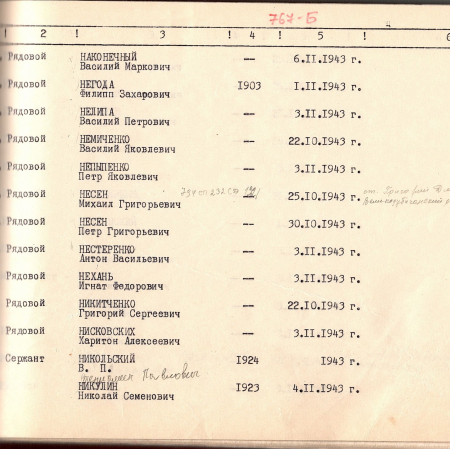 767-Б
! 2 ! 3 ! 4 ! 5 !
Рядовой НАКОНЕЧНЫЙ — 6.II.1943 г.
Василий Маркович
Рядовой НЕГОДА 1903 I.II.1943 г.
Филипп Захарович
Рядовой НЕЛИПА — 3.II.1943 г.
Василий Петрович
Рядовой НЕМИЧЕНКО — 22.IO.1943 г.
Василий Яковлевич
Рядовой НЕПЫПЕНКО — 3.II.1943 г.
Петр Яковлевич
Рядовой НЕСЕН — 25.IO.1943 г.
Михаил Григорьевич
Рядовой НЕСЕН — 30.IO.1943 г.
Петр Григорьевич
Рядовой НЕСТЕРЕНКО — 3.II.1943 г.
Антон Васильевич
Рядовой НЕХАНЬ — 3.II.1943 г.
Игнат Федорович
Рядовой НИКИТЧЕНКО — 22.IO.1943 г.
Григорий Сергеевич
Рядовой НИСКОВСКИХ — 3.II.1943 г.
Харитон Алексеевич
Сержант НИКОЛЬСКИЙ 1924 1943 г.
В. П.
Павлович
НИКУЛИН 1923 4.II.1943 г.
Николай Семенович